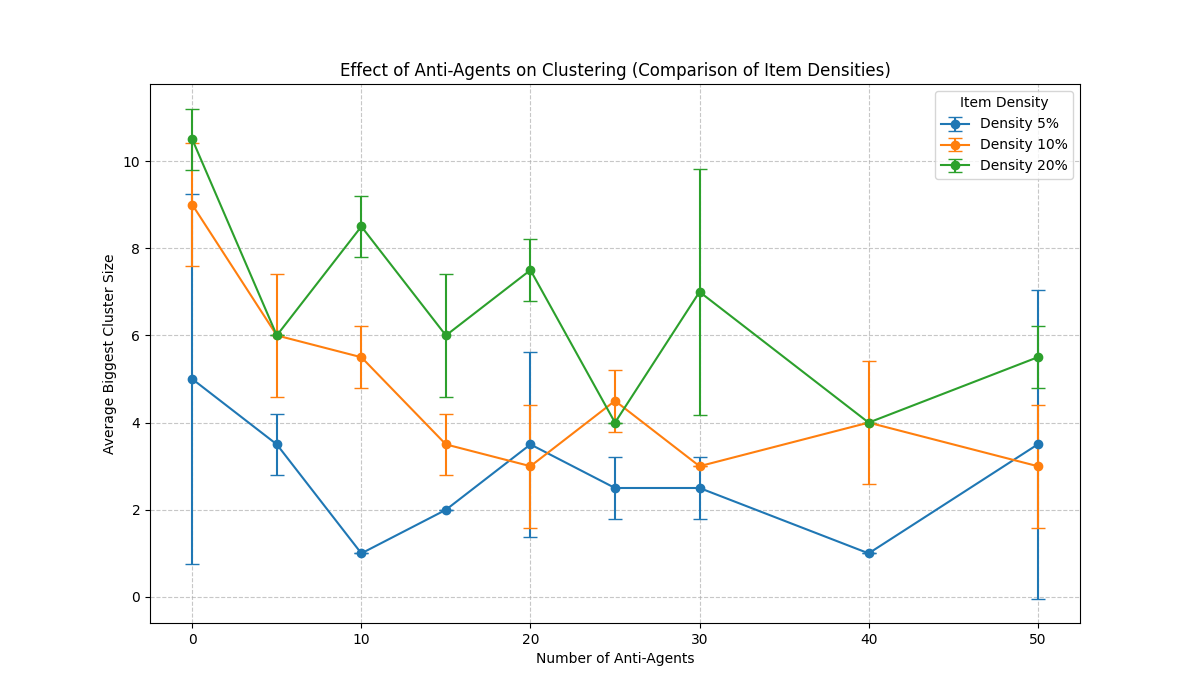 Effect of Anti-Agents on Clustering (Comparison of Item Densities)
Item Density
Density 5%
Density 10%
Density 20%
Average Biggest Cluster Size
10
8
6
4
2
0
0 10 20 30 40 50
Number of Anti-Agents